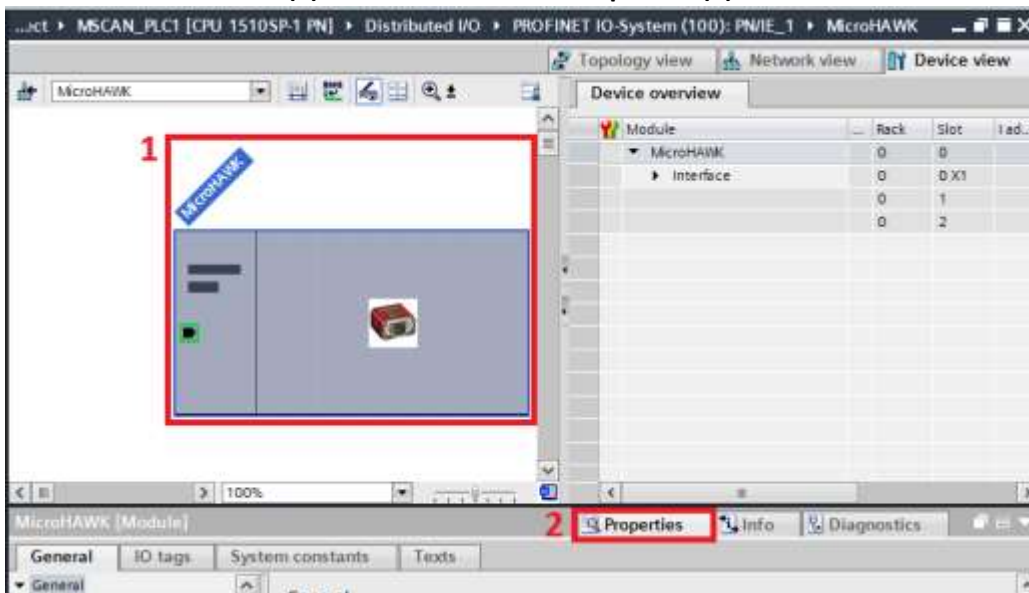 ...ect ▸ MSCAN_PLC1 [CPU 1510SP-1 PN] ▸ Distributed I/O ▸ PROFINET IO-System (100): PN/IE_1 ▸ MicroHAWK
Topology view Network view Device view
MicroHAWK
Device overview
Module ... Rack Slot I ad...
MicroHAWK 0 0
Interface 0 0 X1
0 1
0 2
1
MicroHAWK
100%
MicroHAWK [Module]
2 Properties Info Diagnostics
General IO tags System constants Texts
General
General